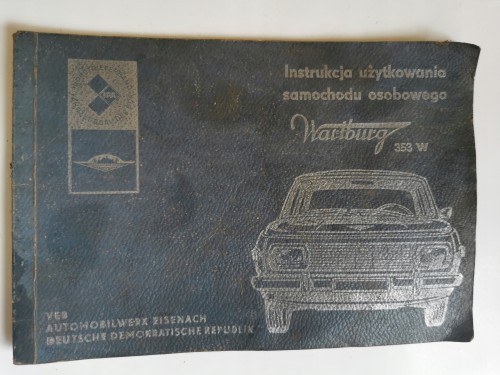 Instrukcja użytkowania
samochodu osobowego
Wartburg
353 W
VEB
AUTOMOBILWERK EISENACH
DEUTSCHE DEMOKRATISCHE REPUBLIK